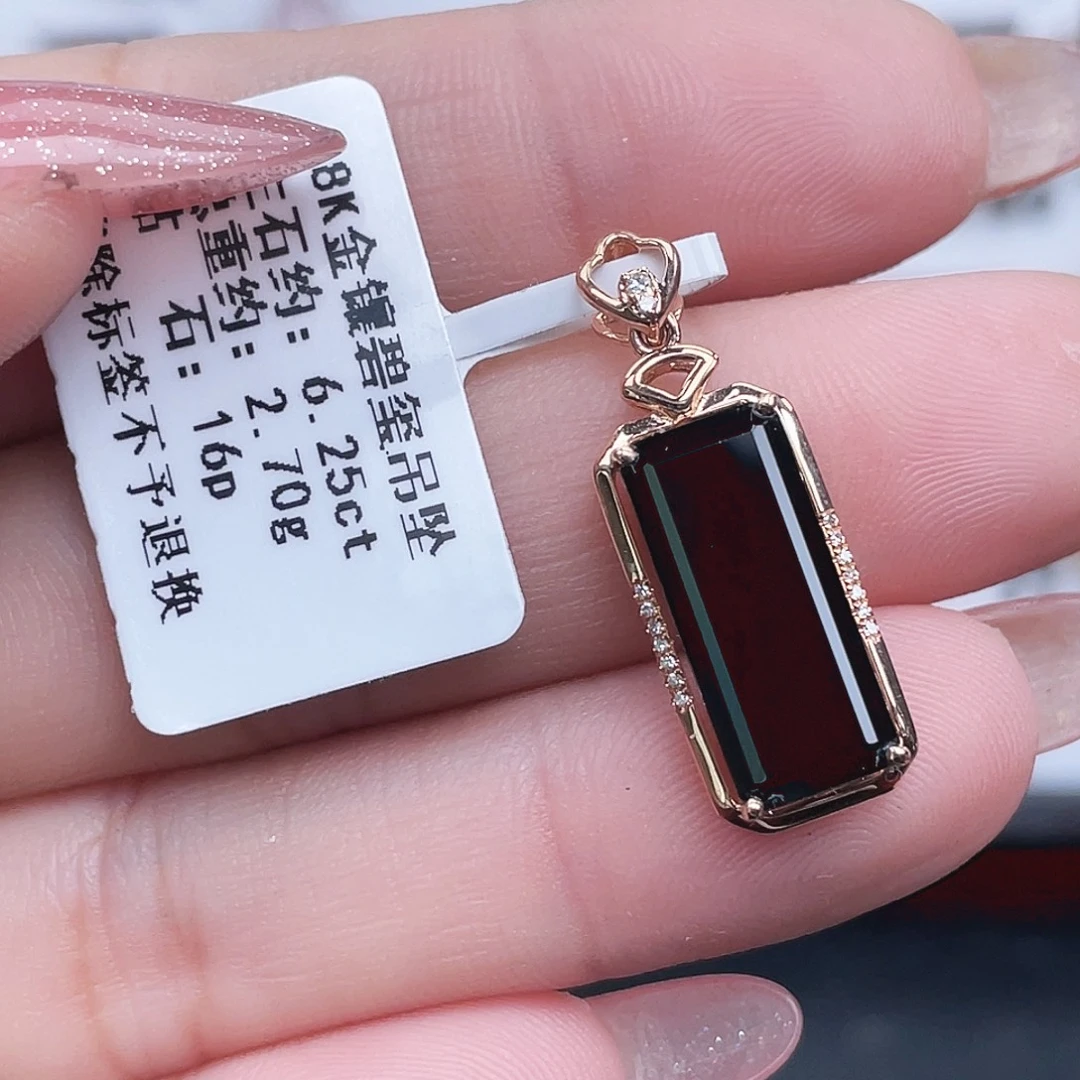 8K金镶碧玺吊坠
石约: 6.25ct
重约: 2.70g
石: 16p
除标签不予退换